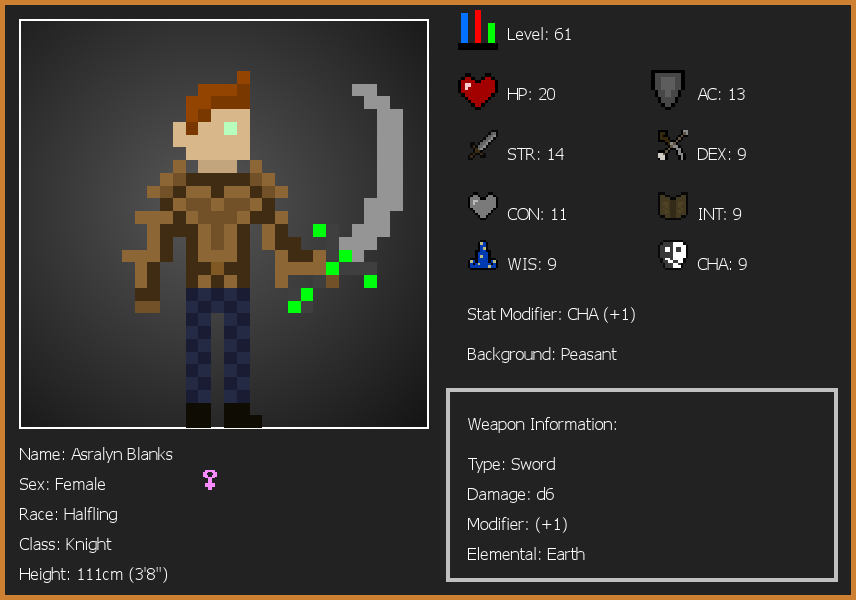 Level: 61
HP: 20
AC: 13
STR: 14
DEX: 9
CON: 11
INT: 9
WIS: 9
CHA: 9
Stat Modifier: CHA (+1)
Background: Peasant
Weapon Information:
Type: Sword
Damage: d6
Modifier: (+1)
Elemental: Earth
Name: Asralyn Blanks
Sex: Female
Race: Halfling
Class: Knight
Height: 111cm (3'8")